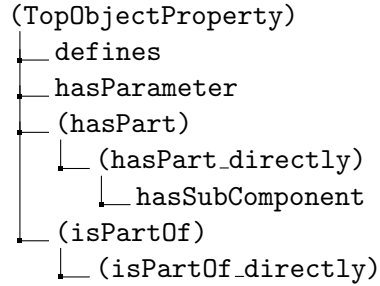 (TopObjectProperty)
defines
hasParameter
(hasPart)
(hasPart_directly)
hasSubComponent
(isPartOf)
(isPartOf_directly)